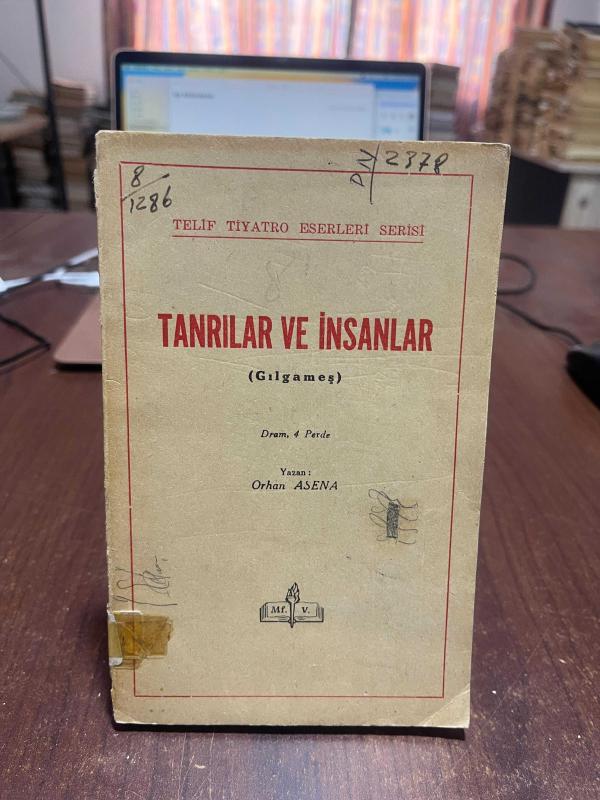 8
1286
DN 2378
TELİF TİYATRO ESERLERİ SERİSİ
TANRILAR VE İNSANLAR
(Gılgameş)
Dram, 4 Perde
Yazan :
Orhan ASENA
Mf. V.